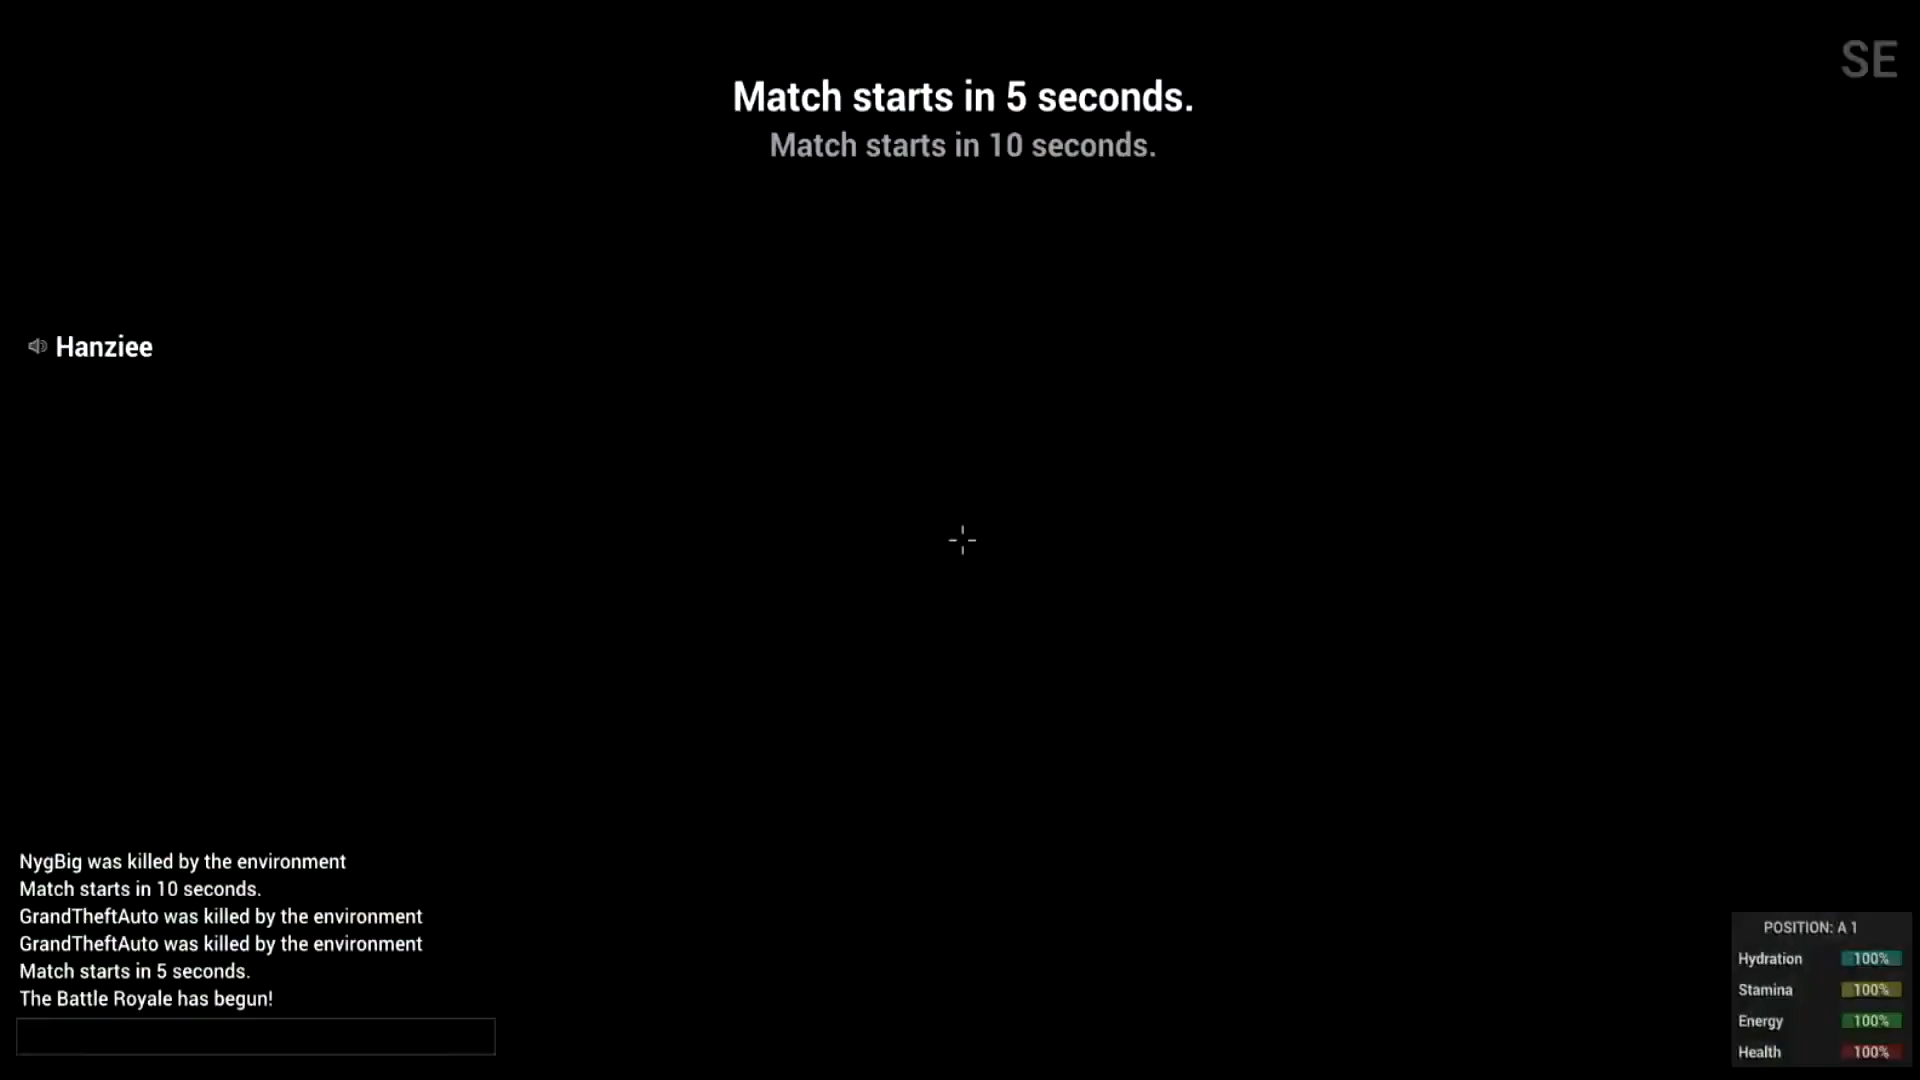 SE
Match starts in 5 seconds.
Match starts in 10 seconds.
Hanziee
NygBig was killed by the environment
Match starts in 10 seconds.
GrandTheftAuto was killed by the environment
GrandTheftAuto was killed by the environment
Match starts in 5 seconds.
The Battle Royale has begun!
POSITION: A 1
Hydration 100%
Stamina 100%
Energy 100%
Health 100%